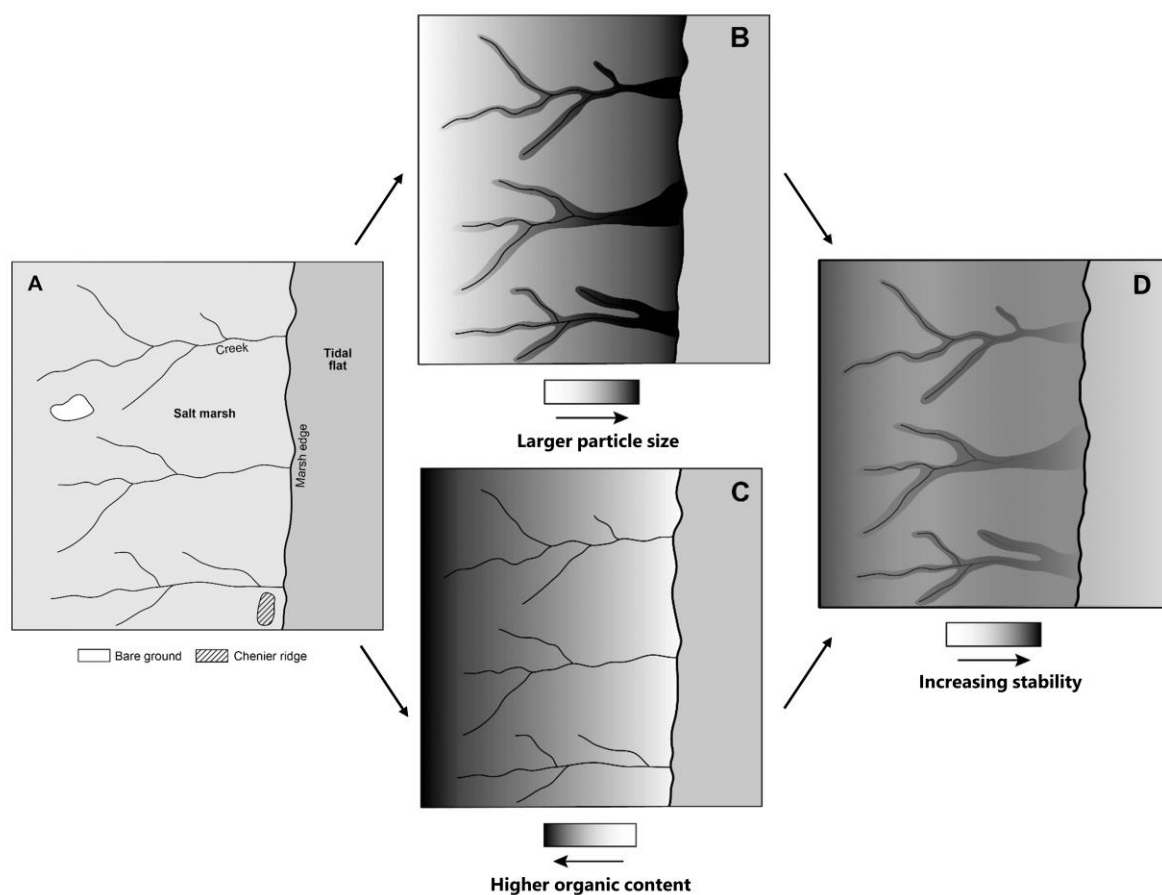 A
Creek
Tidal
flat
Salt marsh
Marsh edge
Bare ground
Chenier ridge
B
Larger particle size
C
Higher organic content
D
Increasing stability